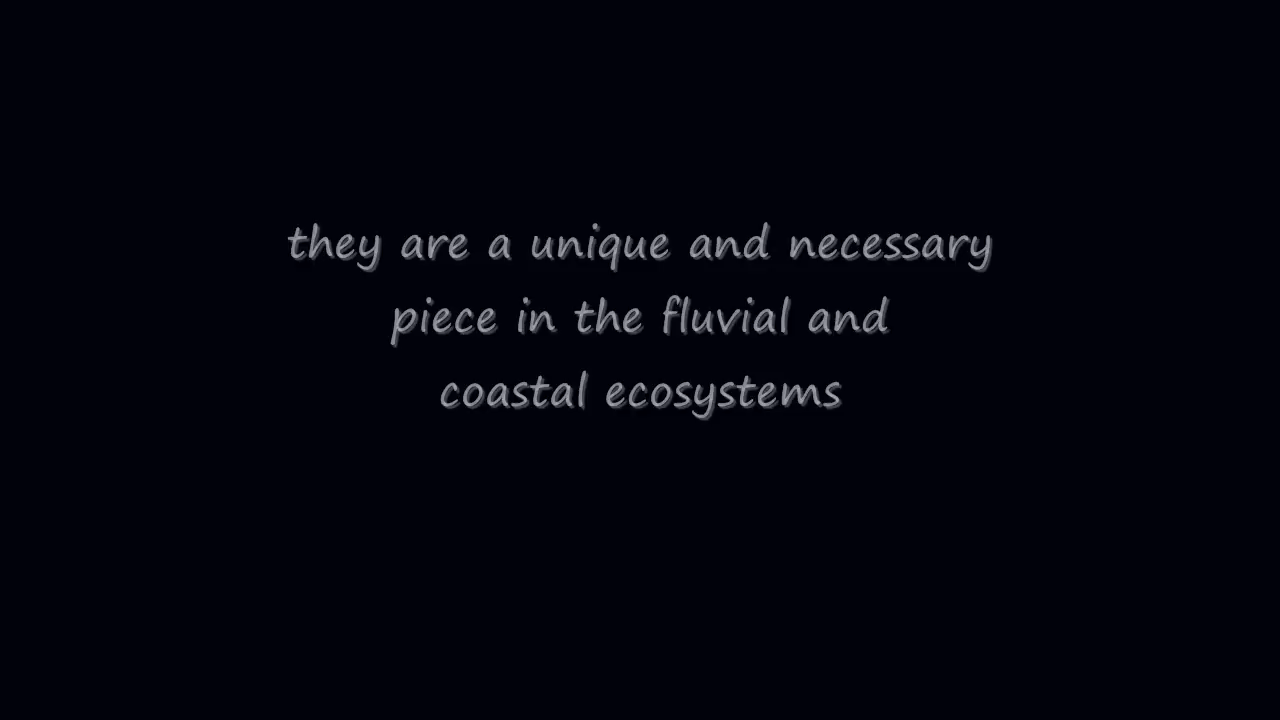 they are a unique and necessary
piece in the fluvial and
coastal ecosystems